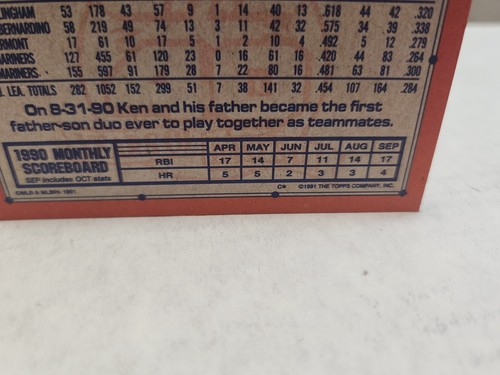 INGHAM 53 178 43 57 9 1 14 40 13 .618 44 42 .320
BERNARDINO 58 219 49 74 13 3 11 42 32 .575 34 39 .338
RMONT 17 61 10 17 5 1 2 10 4 .492 5 12 .279
MARINERS 127 455 61 120 23 0 16 61 16 .420 44 83 .264
MARINERS 155 597 91 179 28 7 22 80 16 .481 63 81 .300
J. LEA. TOTALS 282 1052 152 299 51 7 38 141 32 .454 107 164 .284
On 8-31-90 Ken and his father became the first
father-son duo ever to play together as teammates.
1990 MONTHLY SCOREBOARD APR MAY JUN JUL AUG SEP
RBI 17 14 7 11 14 17
SEP includes OCT stats HR 5 5 2 3 3 4
©MLB & MLBPA 1991 C* ©1991 THE TOPPS COMPANY, INC.